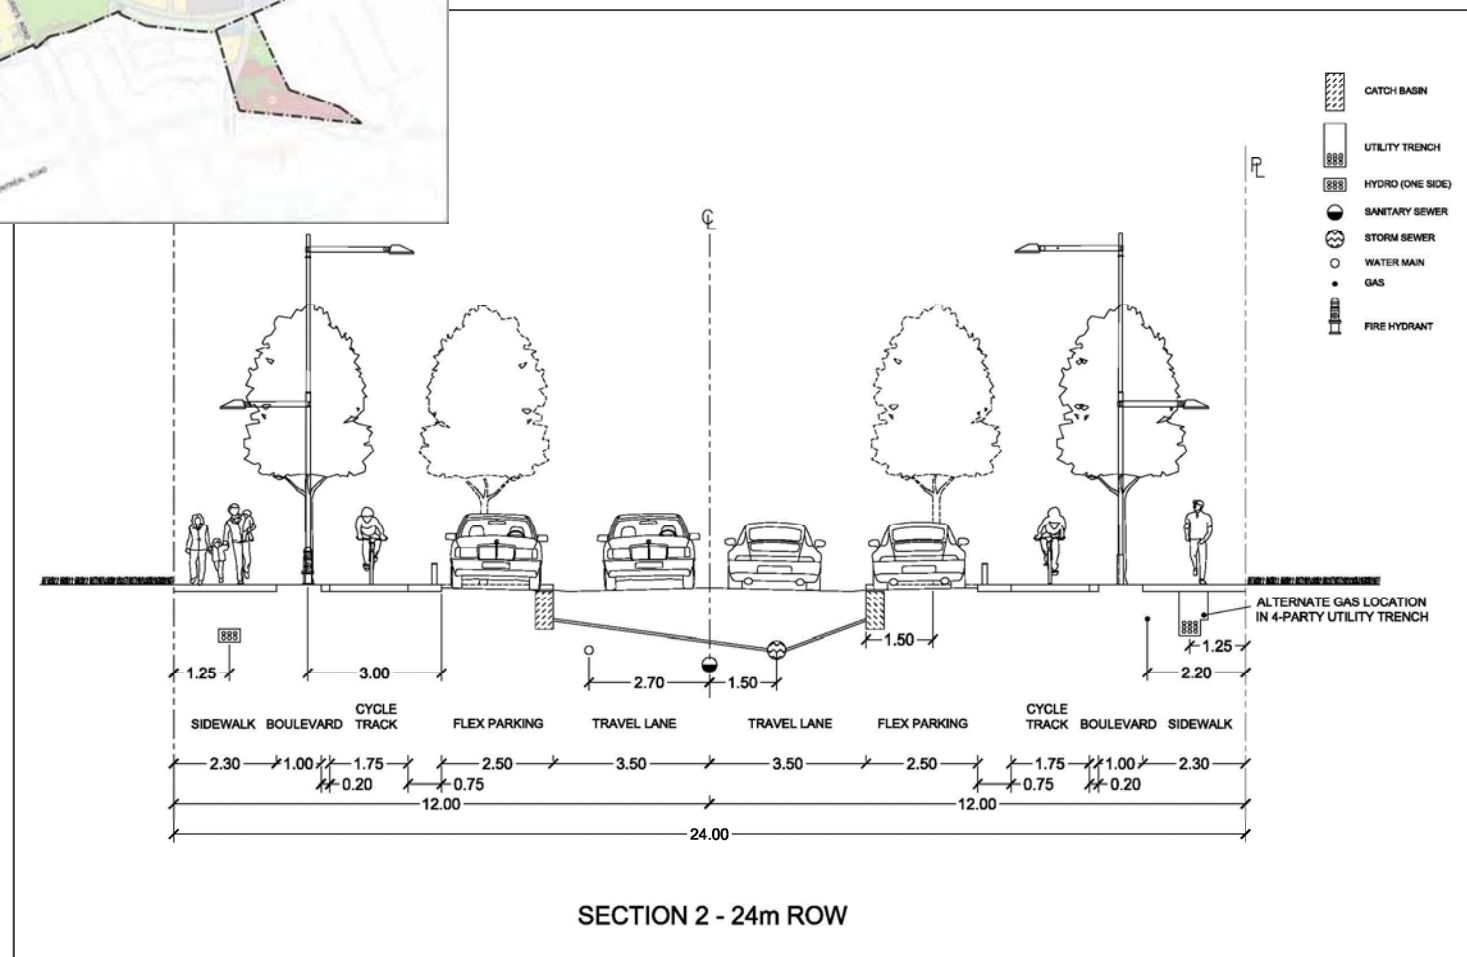 CATCH BASIN
UTILITY TRENCH
HYDRO (ONE SIDE)
SANITARY SEWER
STORM SEWER
WATER MAIN
GAS
FIRE HYDRANT
ROAD
ROAD
ALTERNATE GAS LOCATION
IN 4-PARTY UTILITY TRENCH
1.50
1.25
1.25
3.00
2.70
1.50
2.20
SIDEWALK BOULEVARD CYCLE TRACK FLEX PARKING TRAVEL LANE TRAVEL LANE FLEX PARKING CYCLE TRACK BOULEVARD SIDEWALK
2.30 1.00 1.75 2.50 3.50 3.50 2.50 1.75 1.00 2.30
0.20 0.75 0.75 0.20
12.00 12.00
24.00
SECTION 2 - 24m ROW